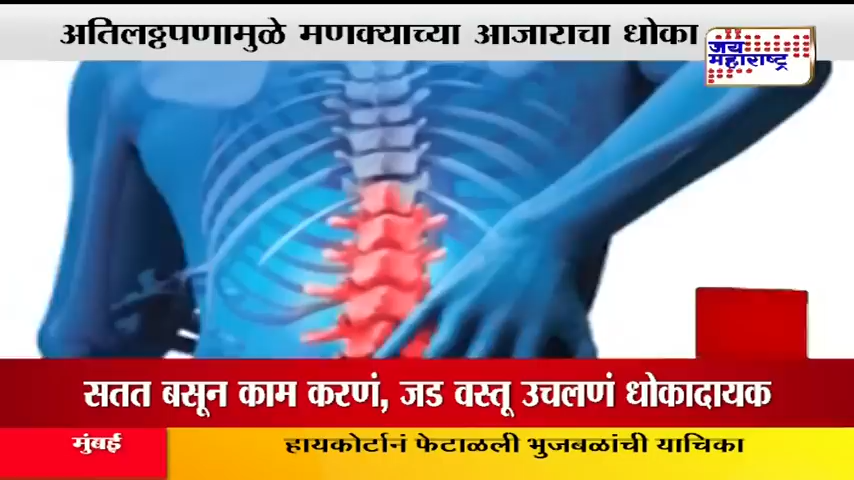 अतिलठ्ठपणामुळे मणक्याच्या आजाराचा धोका
जय
महाराष्ट्र
सतत बसून काम करणं, जड वस्तू उचलणं धोकादायक
मुंबई
हायकोर्टानं फेटाळली भुजबळांची याचिका